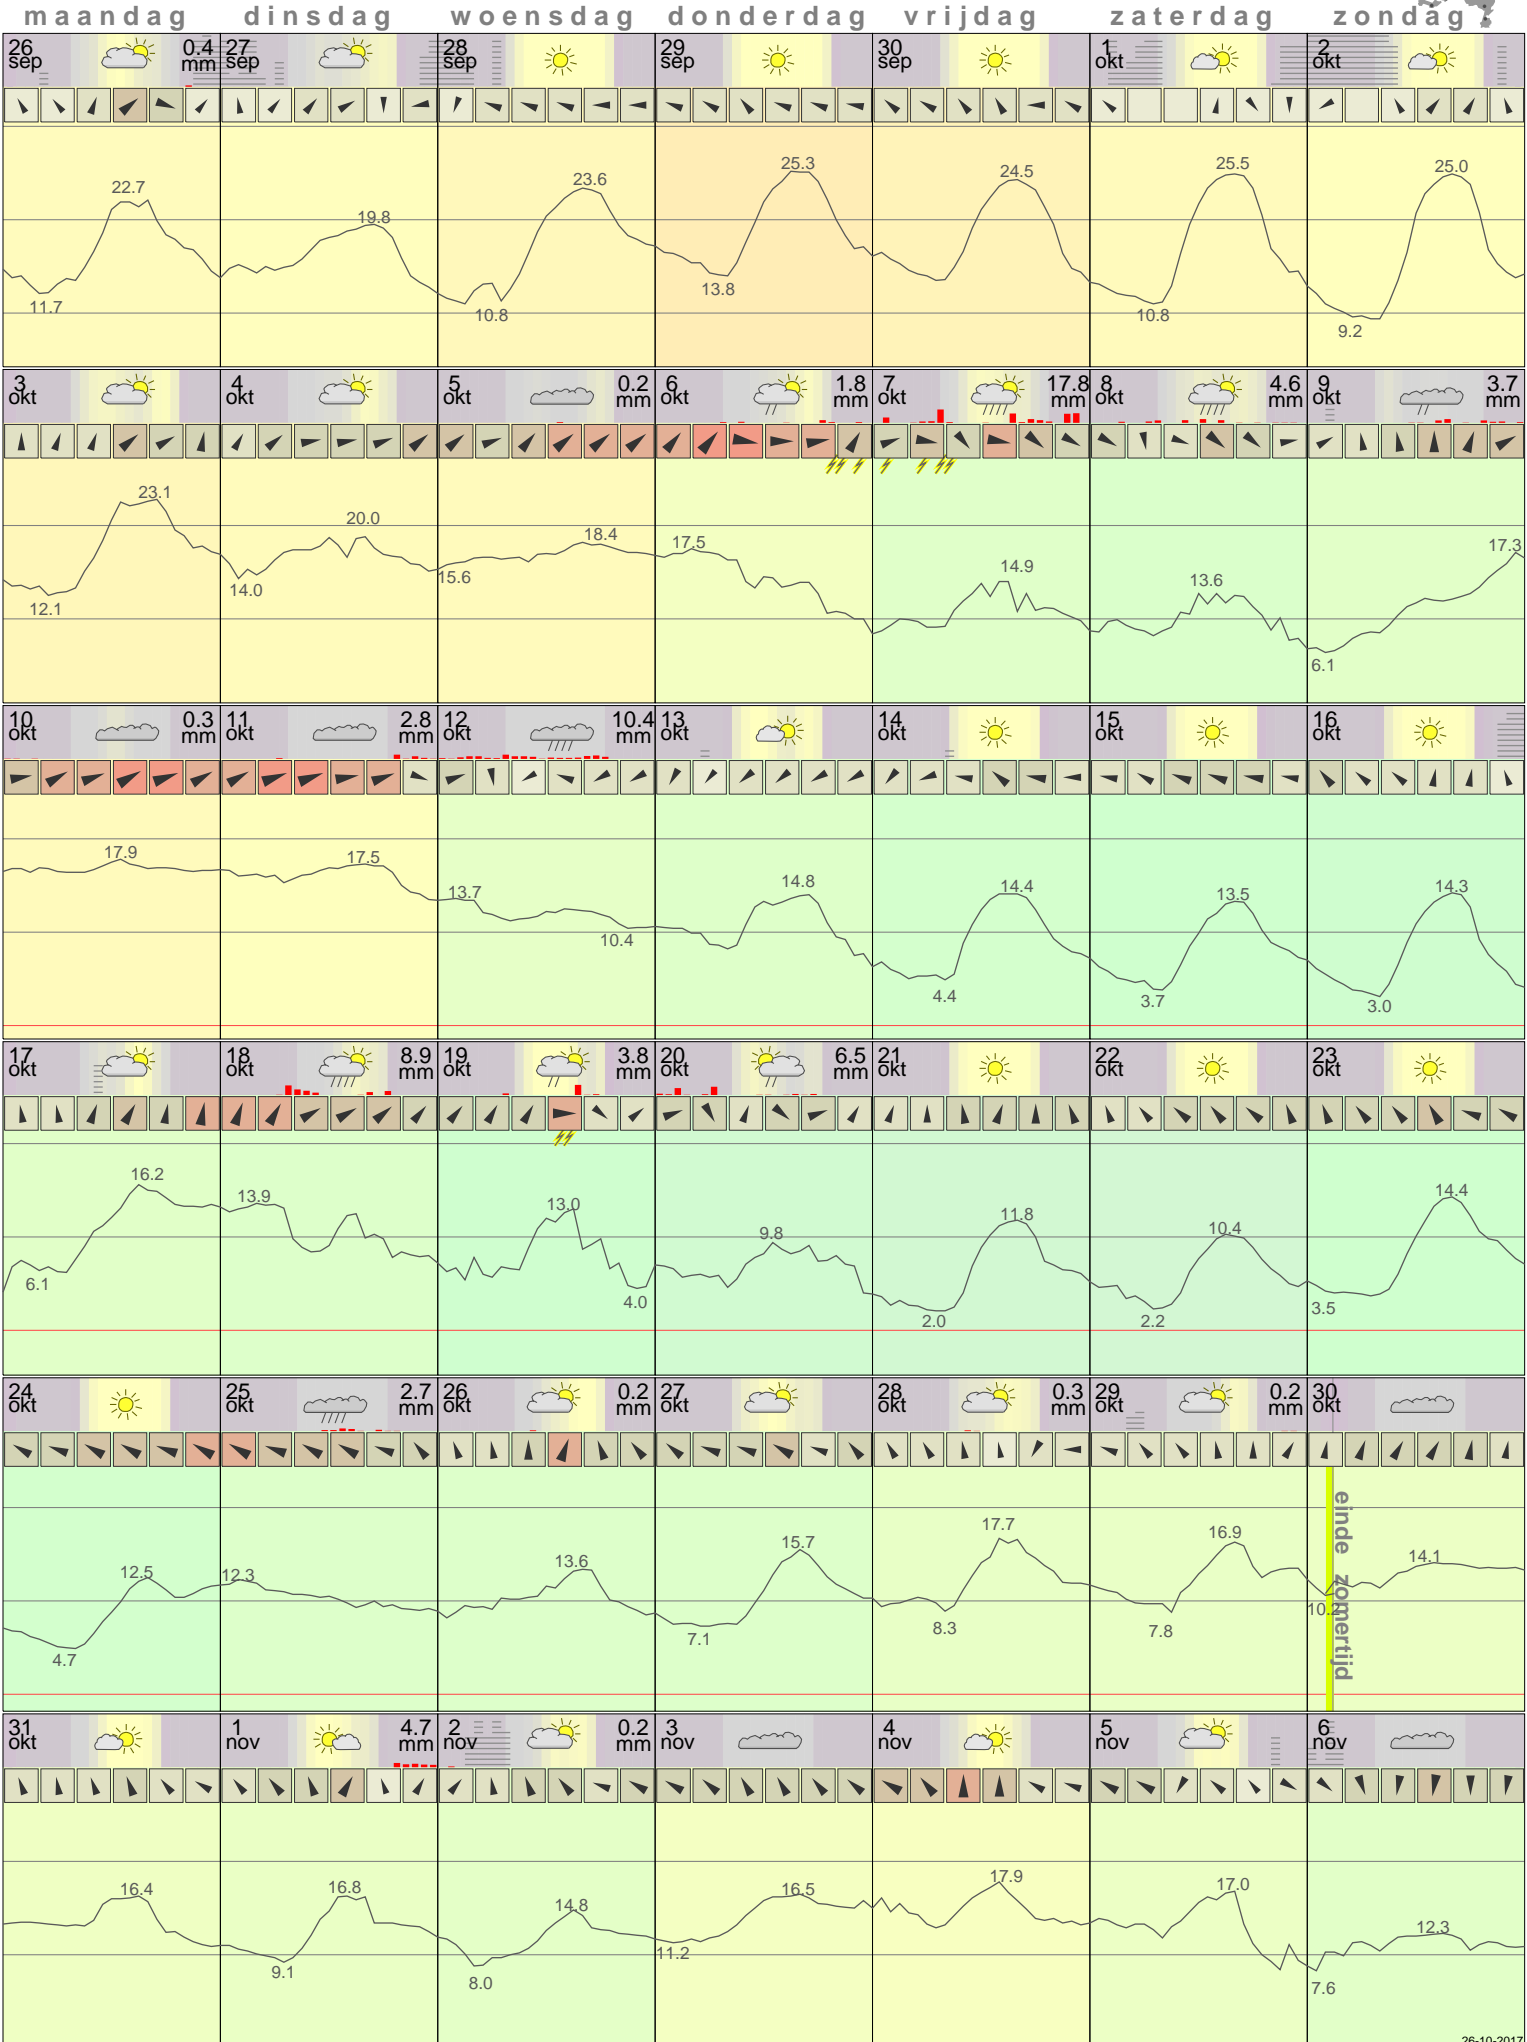 maandag dinsdag woensdag donderdag vrijdag zaterdag zondag
26 sep 0.4 mm 27 sep 28 sep 29 sep 30 sep 1 okt 2 okt
22.7 19.8 23.6 25.3 24.5 25.5 25.0
11.7 10.8 13.8 10.8 9.2
3 okt 4 okt 5 okt 0.2 mm 6 okt 1.8 mm 7 okt 17.8 mm 8 okt 4.6 mm 9 okt 3.7 mm
23.1 20.0 18.4 17.5 14.9 13.6 17.3
12.1 14.0 15.6 6.1
10 okt 0.3 mm 11 okt 2.8 mm 12 okt 10.4 mm 13 okt 14 okt 15 okt 16 okt
17.9 17.5 13.7 14.8 14.4 13.5 14.3
10.4 4.4 3.7 3.0
17 okt 18 okt 8.9 mm 19 okt 3.8 mm 20 okt 6.5 mm 21 okt 22 okt 23 okt
16.2 13.9 13.0 9.8 11.8 10.4 14.4
6.1 4.0 2.0 2.2 3.5
24 okt 25 okt 2.7 mm 26 okt 0.2 mm 27 okt 28 okt 0.3 mm 29 okt 0.2 mm 30 okt
12.5 12.3 13.6 15.7 17.7 16.9 14.1
4.7 7.1 8.3 7.8 10.2
einde zomertijd
31 okt 1 nov 4.7 mm 2 nov 0.2 mm 3 nov 4 nov 5 nov 6 nov
16.4 16.8 14.8 16.5 17.9 17.0 12.3
9.1 8.0 11.2 7.6
26-10-2017